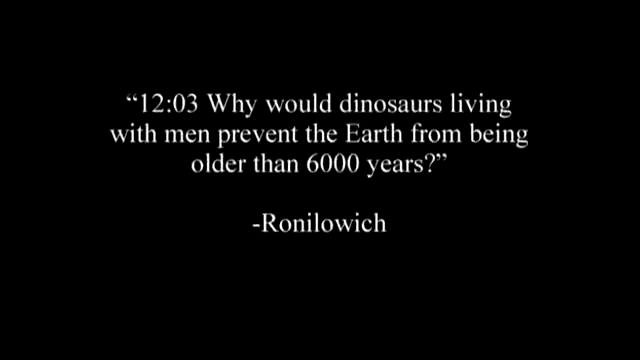 “12:03 Why would dinosaurs living
with men prevent the Earth from being
older than 6000 years?”
-Ronilowich